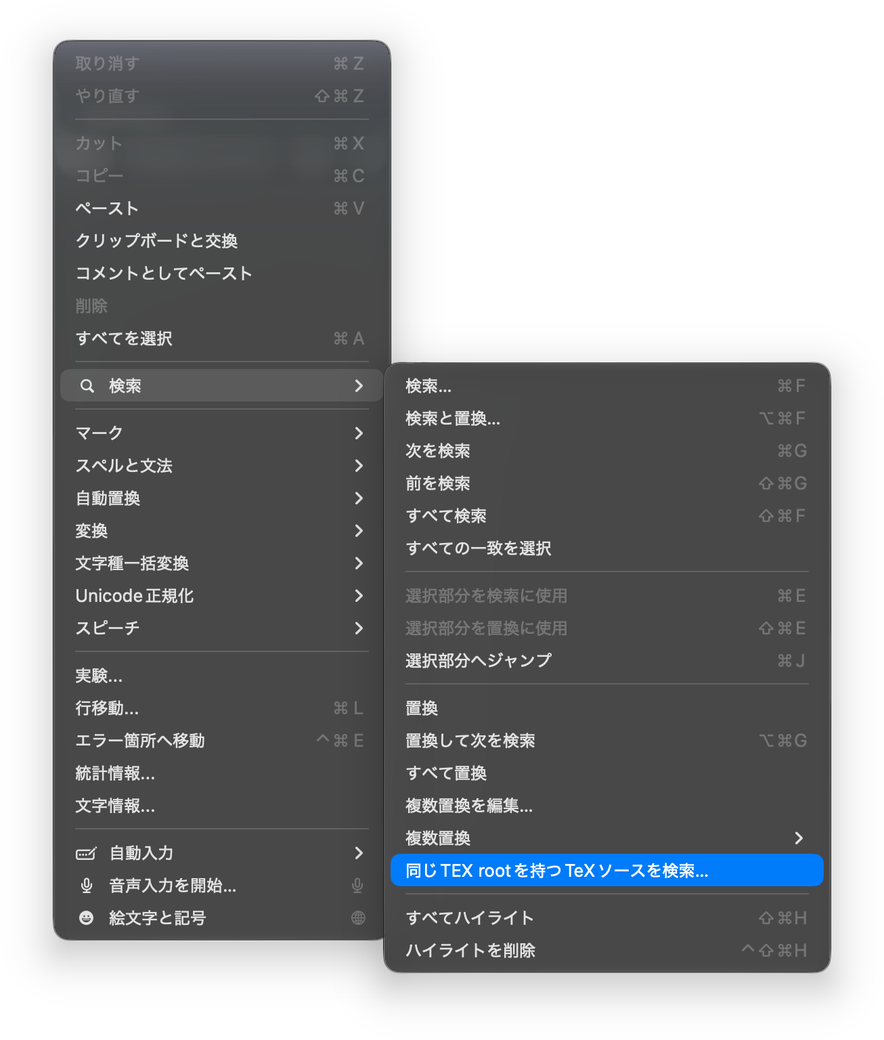 取り消す ⌘ Z
やり直す ⇧ ⌘ Z
カット ⌘ X
コピー ⌘ C
ペースト ⌘ V
クリップボードと交換
コメントとしてペースト
削除
すべてを選択 ⌘ A
検索
マーク
スペルと文法
自動置換
変換
文字種一括変換
Unicode正規化
スピーチ
実験...
行移動... ⌘ L
エラー箇所へ移動 ^ ⌘ E
統計情報...
文字情報...
自動入力
音声入力を開始...
絵文字と記号
検索... ⌘ F
検索と置換... ⌥ ⌘ F
次を検索 ⌘ G
前を検索 ⇧ ⌘ G
すべて検索 ⇧ ⌘ F
すべての一致を選択
選択部分を検索に使用 ⌘ E
選択部分を置換に使用 ⇧ ⌘ E
選択部分へジャンプ ⌘ J
置換
置換して次を検索 ⌥ ⌘ G
すべて置換
複数置換を編集...
複数置換
同じ TEX root を持つ TeX ソースを検索...
すべてハイライト ⇧ ⌘ H
ハイライトを削除 ^ ⇧ ⌘ H